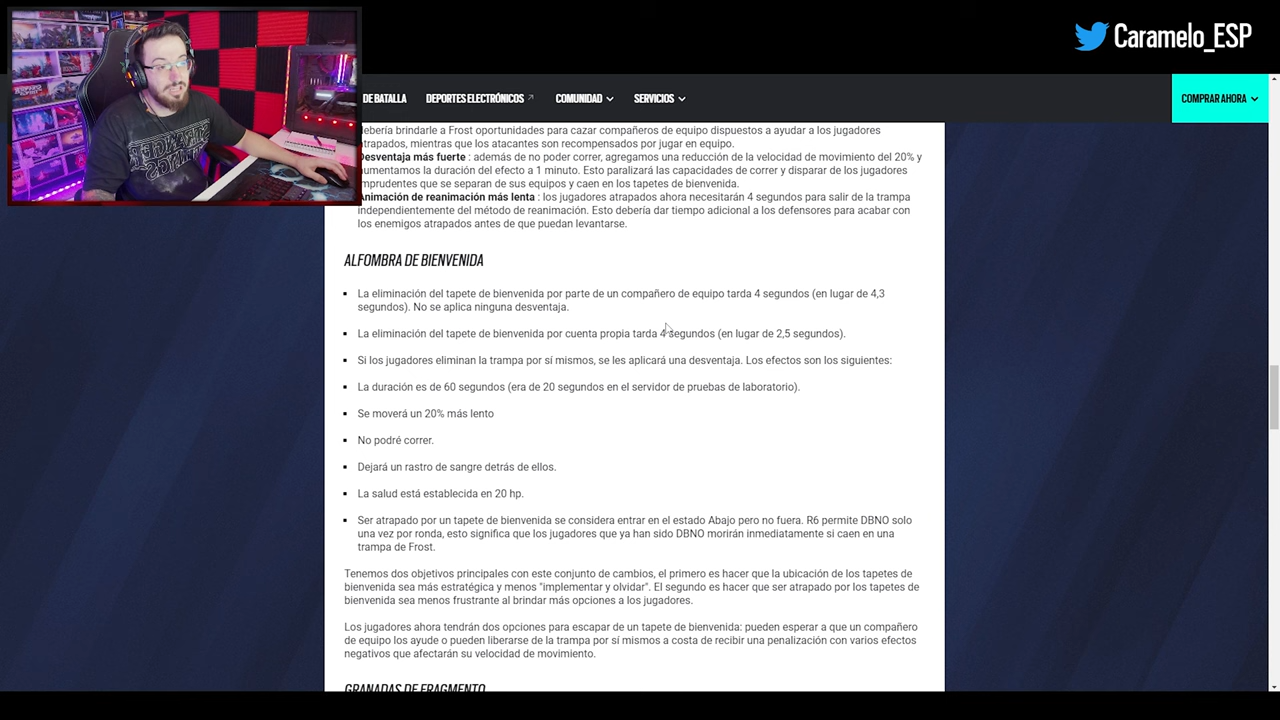 Caramelo_ESP
DE BATALLA DEPORTES ELECTRÓNICOS COMUNIDAD SERVICIOS COMPRAR AHORA
debería brindarle a Frost oportunidades para cazar compañeros de equipo dispuestos a ayudar a los jugadores
atrapados, mientras que los atacantes son recompensados por jugar en equipo.
Desventaja más fuerte : además de no poder correr, agregamos una reducción de la velocidad de movimiento del 20% y
aumentamos la duración del efecto a 1 minuto. Esto paralizará las capacidades de correr y disparar de los jugadores
imprudentes que se separan de sus equipos y caen en los tapetes de bienvenida.
Animación de reanimación más lenta : los jugadores atrapados ahora necesitarán 4 segundos para salir de la trampa
independientemente del método de reanimación. Esto debería dar tiempo adicional a los defensores para acabar con
los enemigos atrapados antes de que puedan levantarse.
ALFOMBRA DE BIENVENIDA
La eliminación del tapete de bienvenida por parte de un compañero de equipo tarda 4 segundos (en lugar de 4,3
segundos). No se aplica ninguna desventaja.
La eliminación del tapete de bienvenida por cuenta propia tarda 4 segundos (en lugar de 2,5 segundos).
Si los jugadores eliminan la trampa por sí mismos, se les aplicará una desventaja. Los efectos son los siguientes:
La duración es de 60 segundos (era de 20 segundos en el servidor de pruebas de laboratorio).
Se moverá un 20% más lento
No podré correr.
Dejará un rastro de sangre detrás de ellos.
La salud está establecida en 20 hp.
Ser atrapado por un tapete de bienvenida se considera entrar en el estado Abajo pero no fuera. R6 permite DBNO solo
una vez por ronda, esto significa que los jugadores que ya han sido DBNO morirán inmediatamente si caen en una
trampa de Frost.
Tenemos dos objetivos principales con este conjunto de cambios, el primero es hacer que la ubicación de los tapetes de
bienvenida sea más estratégica y menos "implementar y olvidar". El segundo es hacer que ser atrapado por los tapetes de
bienvenida sea menos frustrante al brindar más opciones a los jugadores.
Los jugadores ahora tendrán dos opciones para escapar de un tapete de bienvenida: pueden esperar a que un compañero
de equipo los ayude o pueden liberarse de la trampa por sí mismos a costa de recibir una penalización con varios efectos
negativos que afectarán su velocidad de movimiento.
GRANADAS DE FRAGMENTO